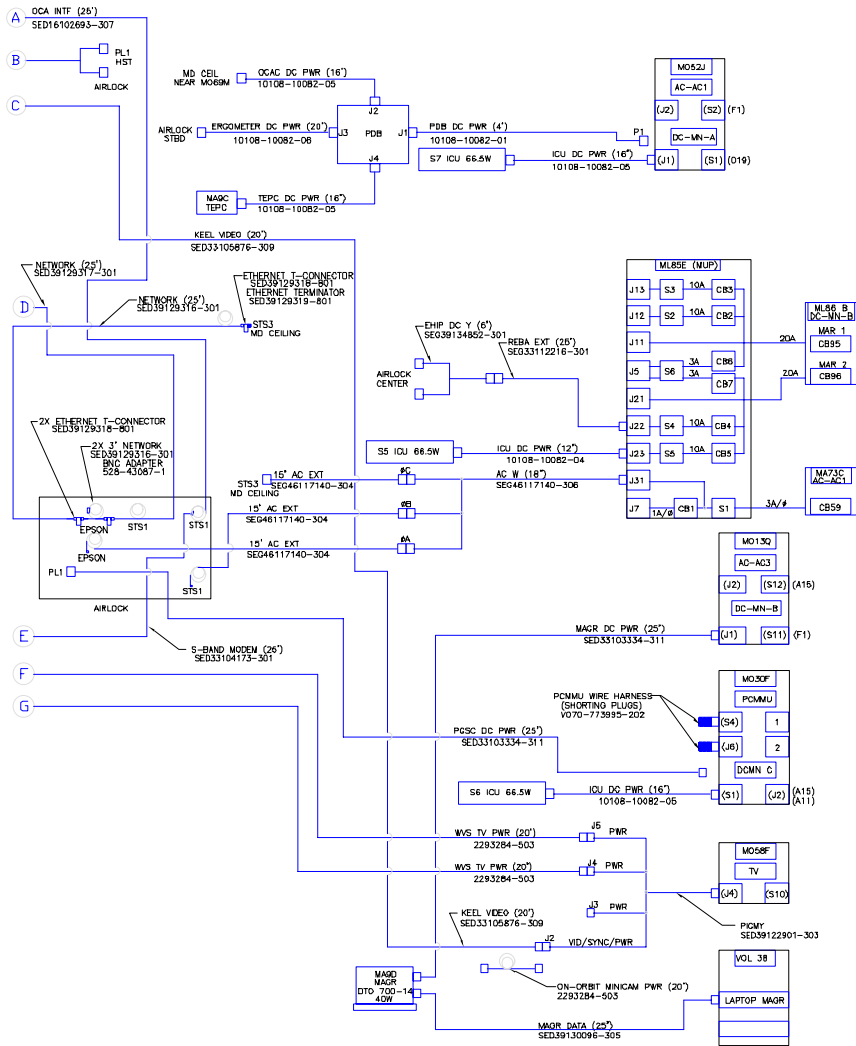 A
OCA INTF (25')
SED16102693-307
B
PL1
HST
AIRLOCK
C
MD CEIL
NEAR MO69M
OCAC DC PWR (16")
10108-10082-05
J2
AIRLOCK
STBD
ERGOMETER DC PWR (20")
10108-10082-06
J3
PDB
J1
J4
PDB DC PWR (4')
10108-10082-01
P1
S7 ICU 66.5W
ICU DC PWR (16")
10108-10082-05
MA9C
TEPC
TEPC DC PWR (16")
10108-10082-05
MO52J
AC-AC1
(J2)
(S2)
(F1)
DC-MN-A
(J1)
(S1)
(019)
KEEL VIDEO (20")
SED33105876-309
NETWORK (25')
SED39129317-301
D
NETWORK (25')
SED39129316-301
ETHERNET T-CONNECTOR
SED39129318-801
ETHERNET TERMINATOR
SED39129319-801
STS3
MD CEILING
EHIP DC Y (6")
SEG39134852-301
REBA EXT (25")
SEG33112216-301
AIRLOCK
CENTER
ML85E (MUP)
J13
S3
10A
CB3
J12
S2
10A
CB2
J11
20A
CB6
J5
S6
3A
3A
CB7
J21
20A
J22
S4
10A
CB4
J23
S5
10A
CB5
J31
J7
1A/Ø
CB1
S1
3A/Ø
ML86 B
DC-MN-B
MAR 1
CB95
MAR 2
CB96
MA73C
AC-AC1
CB59
S5 ICU 66.5W
ICU DC PWR (12")
10108-10082-04
2X ETHERNET T-CONNECTOR
SED39129318-801
2X 3' NETWORK
SED39129316-301
BNC ADAPTER
528-43087-1
STS3
MD CEILING
15" AC EXT
SEG46117140-304
ØC
AC W (18")
SEG46117140-306
15' AC EXT
SEG46117140-304
ØB
15' AC EXT
SEG46117140-304
ØA
EPSON
STS1
STS1
EPSON
PL1
STS1
AIRLOCK
E
S-BAND MODEM (26")
SED33104173-301
F
G
MAGR DC PWR (25")
SED33103334-311
MO13Q
AC-AC3
(J2)
(S12)
(A15)
DC-MN-B
(J1)
(S11)
(F1)
PCMMU WIRE HARNESS
(SHORTING PLUGS)
V070-773995-202
PGSC DC PWR (25")
SED33103334-311
MO30F
PCMMU
(S4)
1
(J6)
2
DCMN C
(S1)
(J2)
(A15)
(A11)
S6 ICU 66.5W
ICU DC PWR (16")
10108-10082-05
WVS TV PWR (20')
2293284-503
J5
PWR
WVS TV PWR (20")
2293284-503
J4
PWR
J3
PWR
KEEL VIDEO (20")
SED33105876-309
J2
VID/SYNC/PWR
MO58F
TV
(J4)
(S10)
PIGMY
SED39122901-303
MA9D
MAGR
DTO 700-14
40W
ON-ORBIT MINICAM PWR (20")
2293284-503
MAGR DATA (25")
SED39130096-305
VOL 38
LAPTOP MAGR